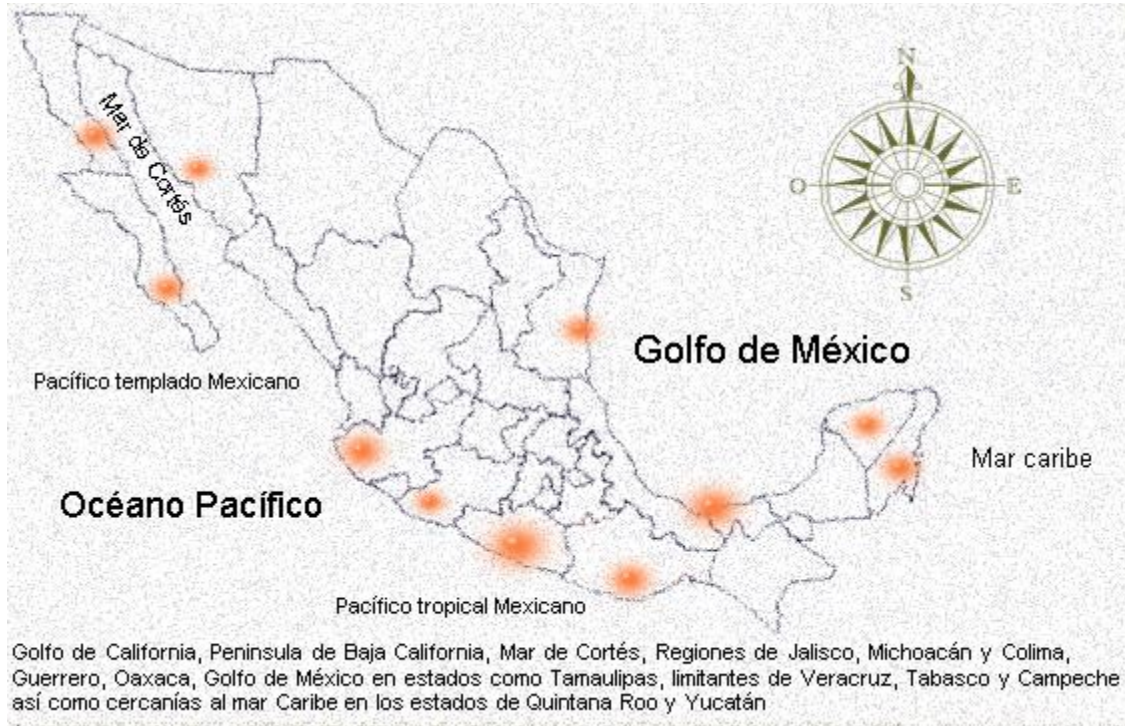 N
O
E
S
Mar de Cortés
Golfo de México
Pacífico templado Mexicano
Mar caribe
Océano Pacífico
Pacífico tropical Mexicano
Golfo de California, Peninsula de Baja California, Mar de Cortés, Regiones de Jalisco, Michoacán y Colima,
Guerrero, Oaxaca, Golfo de México en estados como Tamaulipas, limitantes de Veracruz, Tabasco y Campeche
así como cercanías al mar Caribe en los estados de Quintana Roo y Yucatán